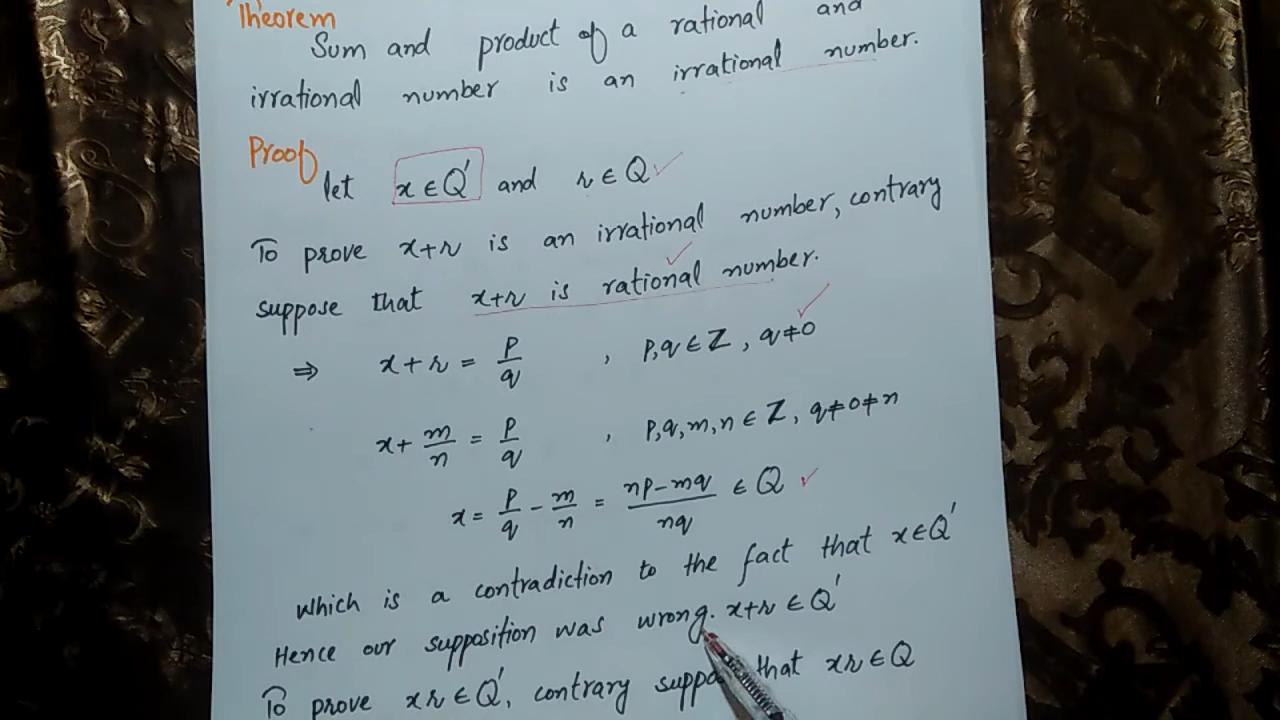 Theorem
Sum and product of a rational and
irrational number is an irrational number.
Proof
let x∈Q' and r∈Q
To prove x+r is an irrational number, contrary
suppose that x+r is rational number.
⇒ x+r = p/q , p,q∈Z, q≠0
x+m/n = p/q , p,q,m,n∈Z, q≠0≠n
x = p/q - m/n = np-mq/nq ∈ Q
which is a contradiction to the fact that x∈Q'
Hence our supposition was wrong. x+r∈Q'
To prove xr∈Q', contrary that xr∈Q